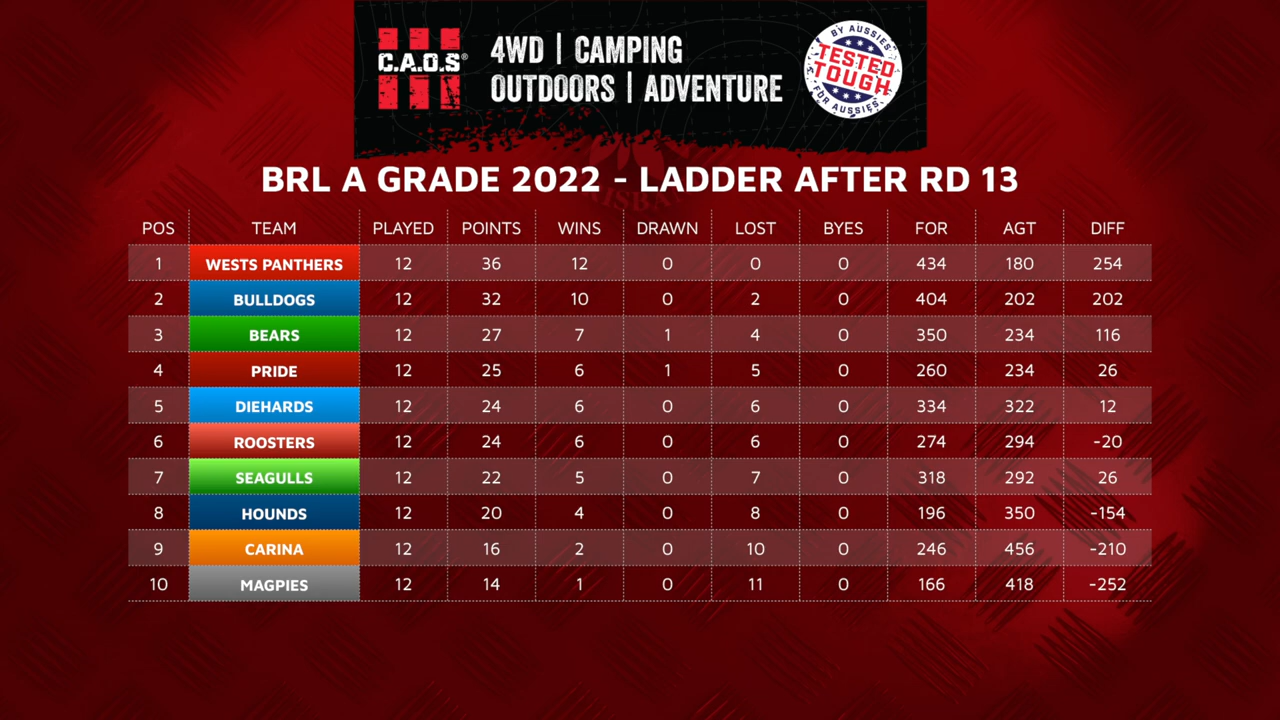 C.A.O.S®
4WD | CAMPING
OUTDOORS | ADVENTURE
BY AUSSIES
TESTED
TOUGH
FOR AUSSIES
BRL A GRADE 2022 - LADDER AFTER RD 13
POS TEAM PLAYED POINTS WINS DRAWN LOST BYES FOR AGT DIFF
1 WESTS PANTHERS 12 36 12 0 0 0 434 180 254
2 BULLDOGS 12 32 10 0 2 0 404 202 202
3 BEARS 12 27 7 1 4 0 350 234 116
4 PRIDE 12 25 6 1 5 0 260 234 26
5 DIEHARDS 12 24 6 0 6 0 334 322 12
6 ROOSTERS 12 24 6 0 6 0 274 294 -20
7 SEAGULLS 12 22 5 0 7 0 318 292 26
8 HOUNDS 12 20 4 0 8 0 196 350 -154
9 CARINA 12 16 2 0 10 0 246 456 -210
10 MAGPIES 12 14 1 0 11 0 166 418 -252